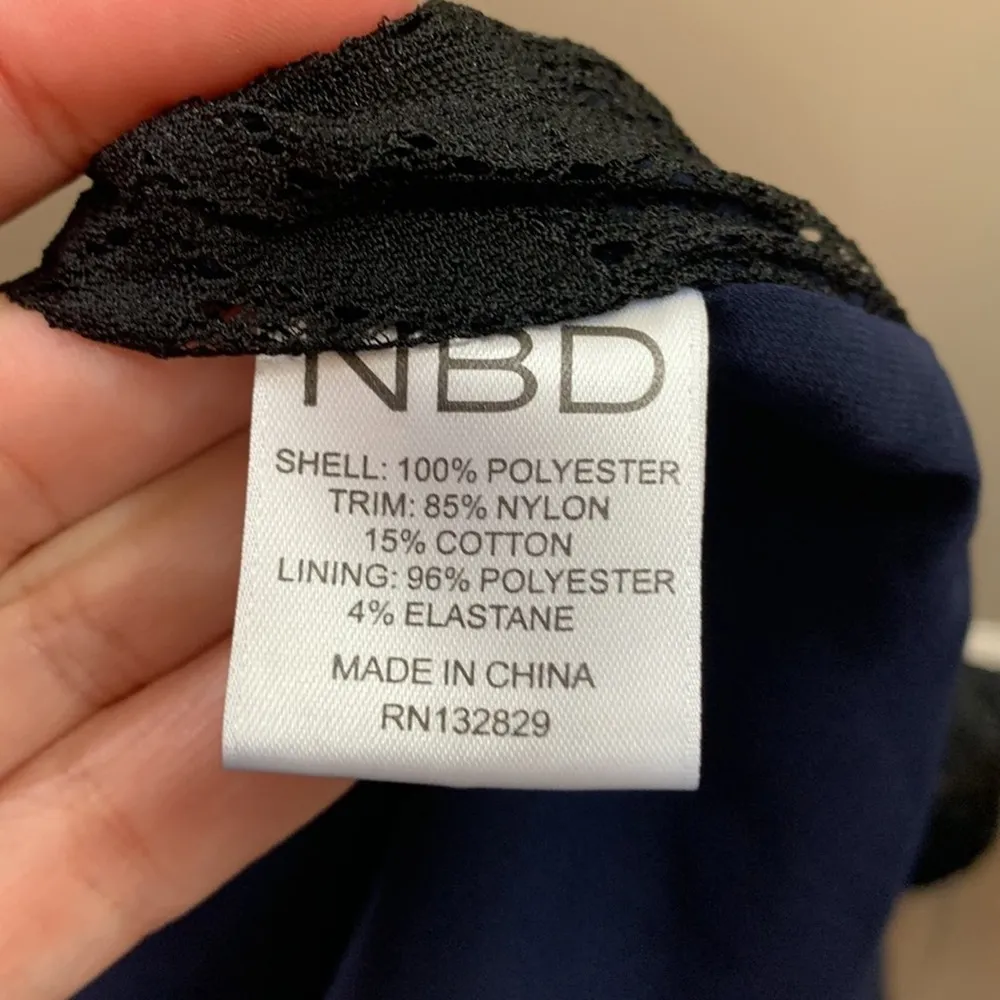 NBD
SHELL: 100% POLYESTER
TRIM: 85% NYLON
15% COTTON
LINING: 96% POLYESTER
4% ELASTANE
MADE IN CHINA
RN132829